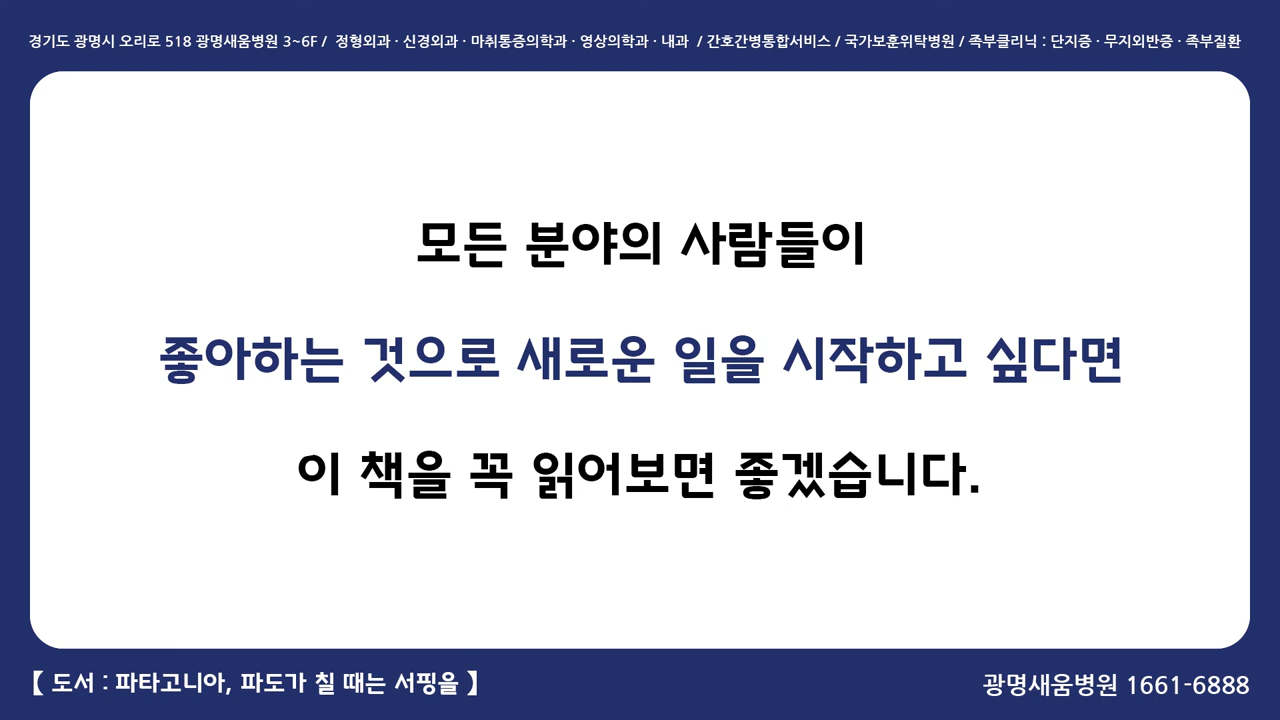 경기도 광명시 오리로 518 광명새움병원 3~6F / 정형외과 · 신경외과 · 마취통증의학과 · 영상의학과 · 내과 / 간호간병통합서비스 / 국가보훈위탁병원 / 족부클리닉 : 단지증 · 무지외반증 · 족부질환
모든 분야의 사람들이
좋아하는 것으로 새로운 일을 시작하고 싶다면
이 책을 꼭 읽어보면 좋겠습니다.
【 도서 : 파타고니아, 파도가 칠 때는 서핑을 】
광명새움병원 1661-6888